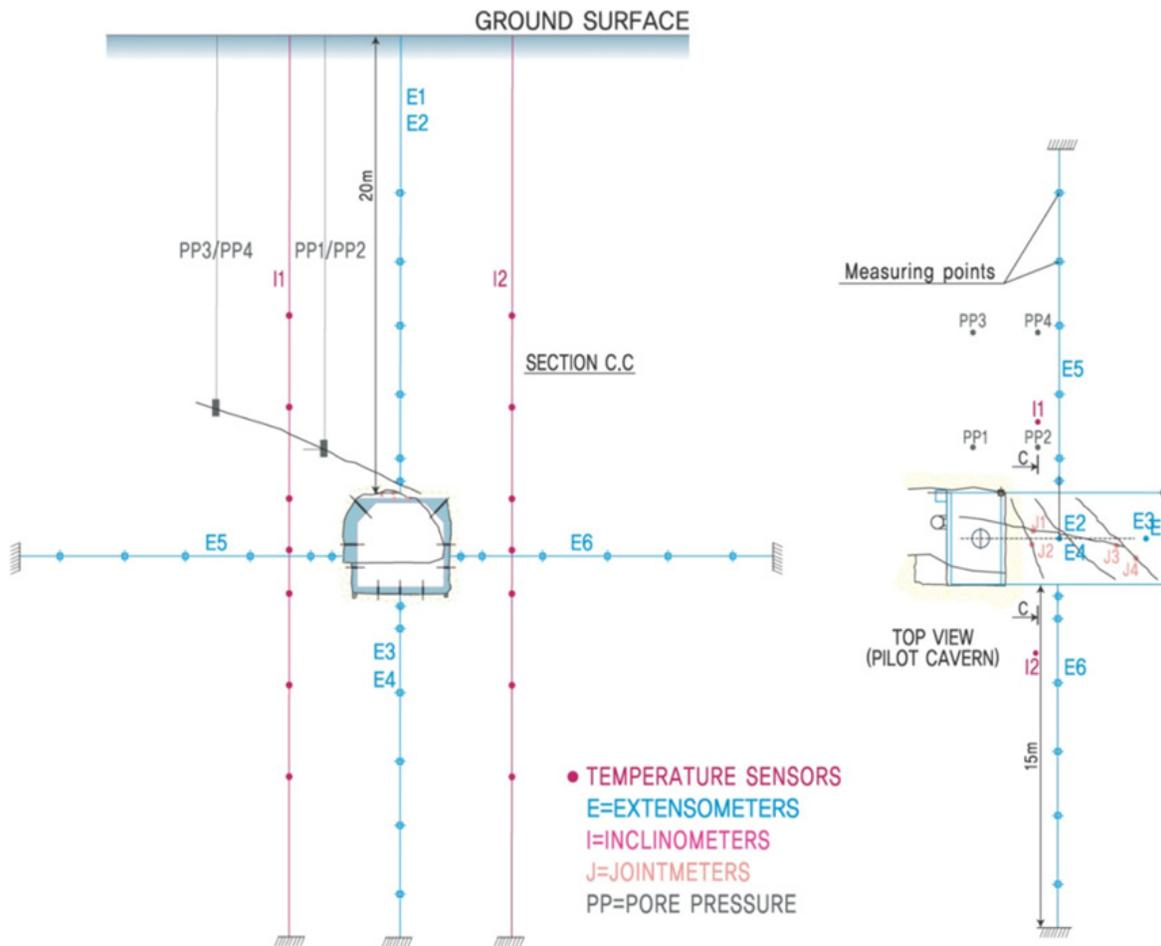 GROUND SURFACE
E1
E2
20m
PP3/PP4
PP1/PP2
I1
I2
SECTION C.C
E5
E6
E3
E4
Measuring points
PP3
PP4
E5
I1
PP1
PP2
C
J1
E2
E3
E
J2
E4
J3
J4
C
TOP VIEW
(PILOT CAVERN)
I2
E6
15m
TEMPERATURE SENSORS
E=EXTENSOMETERS
I=INCLINOMETERS
J=JOINTMETERS
PP=PORE PRESSURE